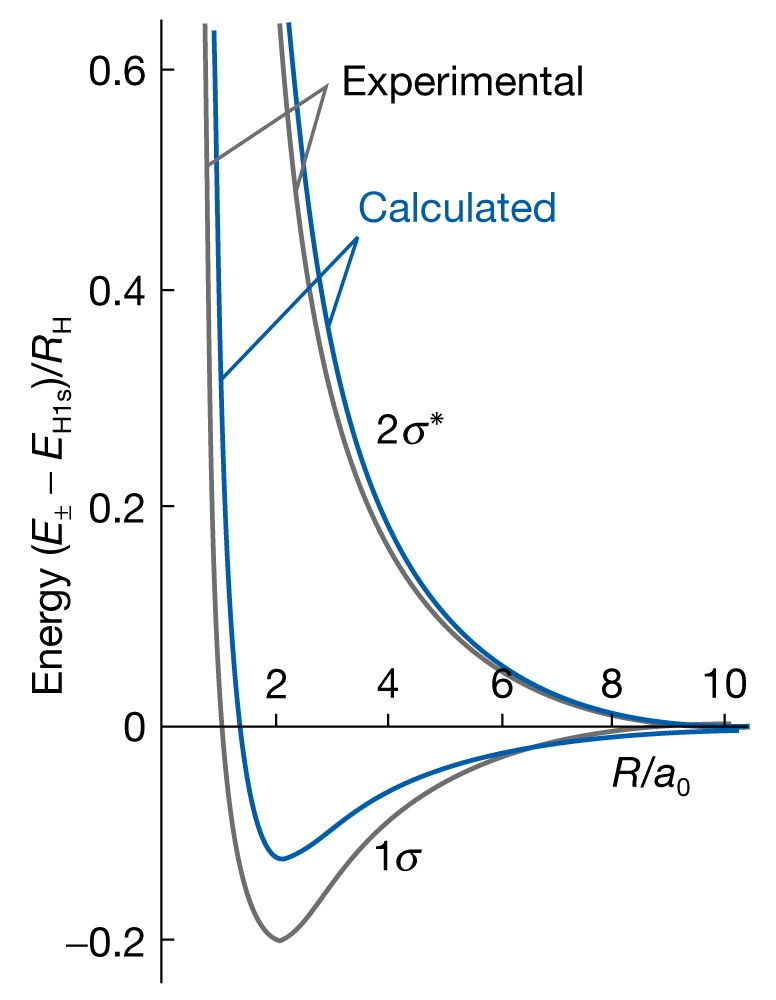 0.6
Experimental
Calculated
0.4
2σ*
0.2
Energy (E± − EH1s)/RH
2 4 6 8 10
0
R/a0
1σ
−0.2